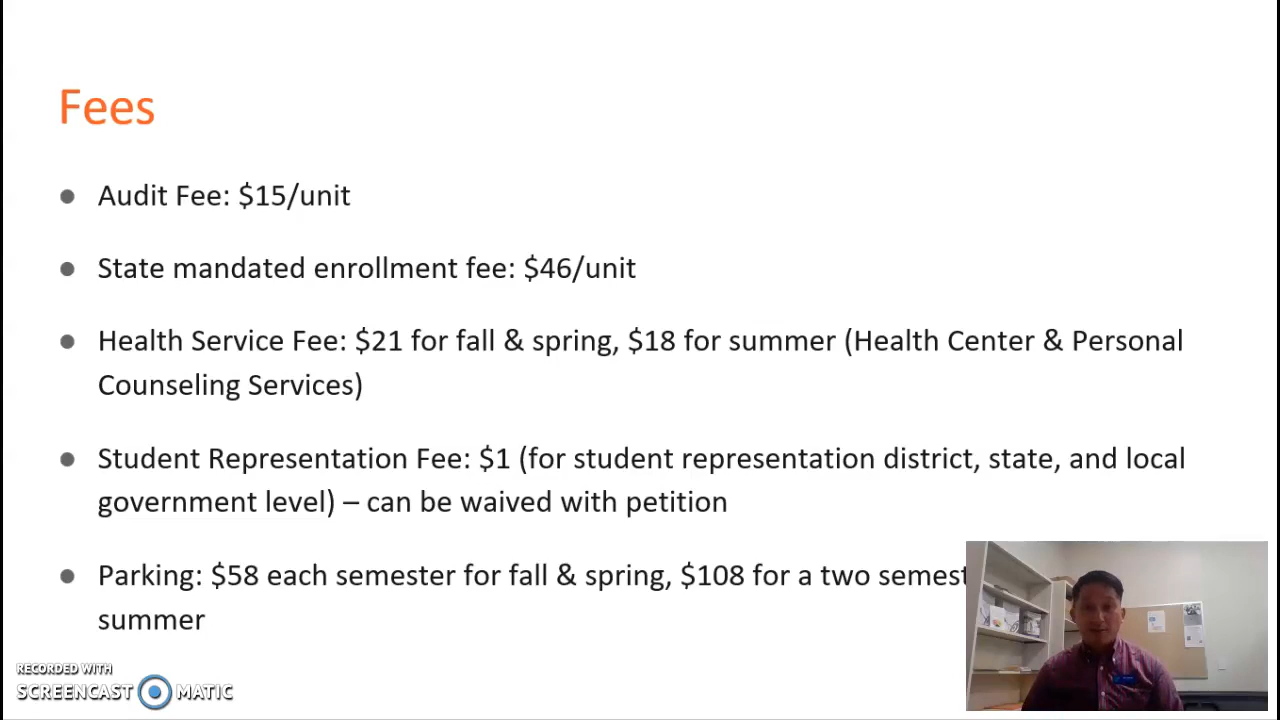 Fees
Audit Fee: $15/unit
State mandated enrollment fee: $46/unit
Health Service Fee: $21 for fall & spring, $18 for summer (Health Center & Personal
Counseling Services)
Student Representation Fee: $1 (for student representation district, state, and local
government level) – can be waived with petition
Parking: $58 each semester for fall & spring, $108 for a two
summer
RECORDED WITH
SCREENCAST MATIC